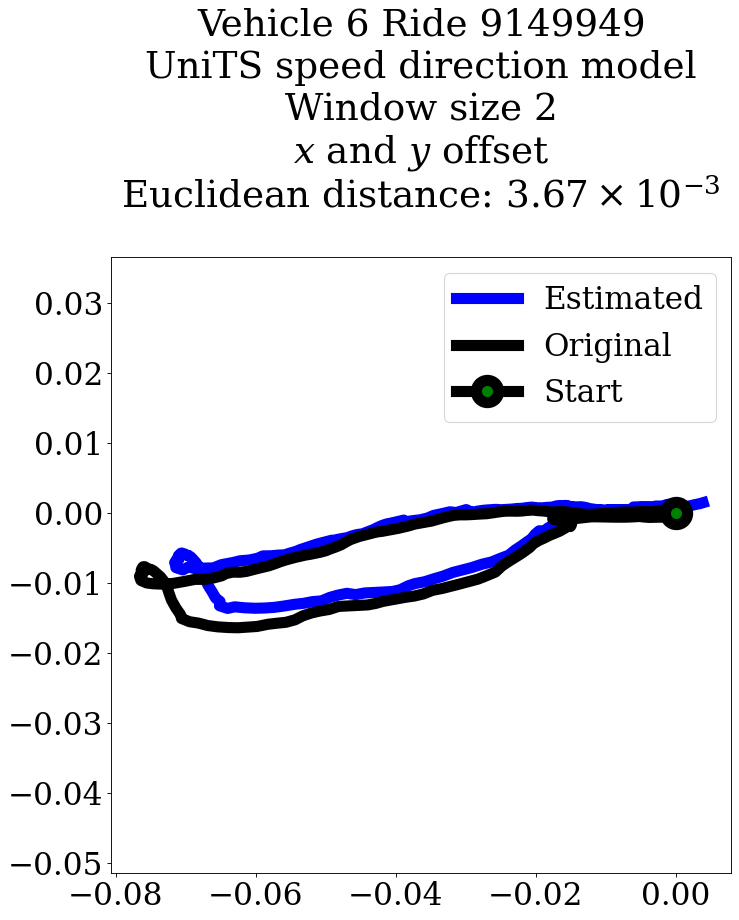 Vehicle 6 Ride 9149949
UniTS speed direction model
Window size 2
x and y offset
Euclidean distance: 3.67 × 10⁻³
Estimated
Original
Start
0.03
0.02
0.01
0.00
−0.01
−0.02
−0.03
−0.04
−0.05
−0.08 −0.06 −0.04 −0.02 0.00